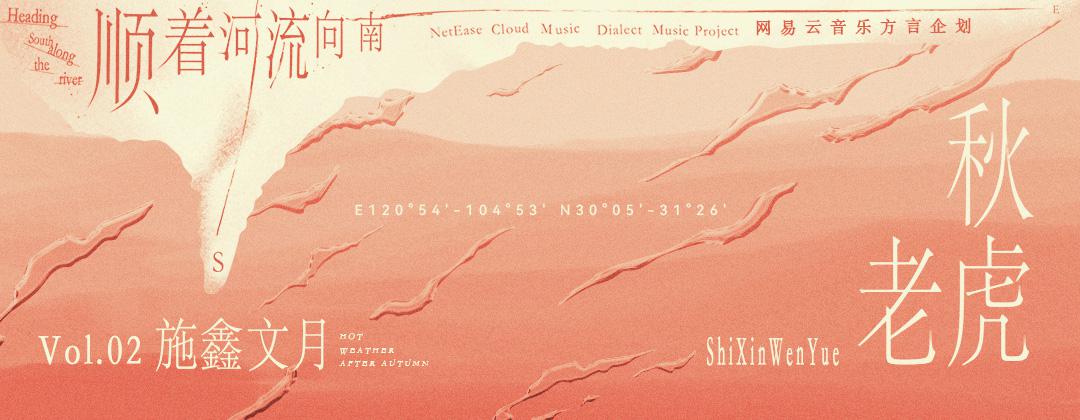 Heading
South along
the
river
顺着河流向南
NetEase Cloud Music Dialect Music Project 网易云音乐方言企划
E
秋
老虎
E120°54'-104°53' N30°05'-31°26'
S
Vol.02 施鑫文月
HOT
WEATHER
AFTER AUTUMN
ShiXinWenYue